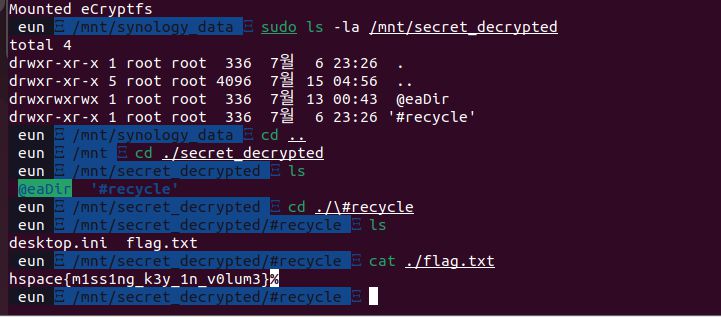 Mounted eCryptfs
eun /mnt/synology_data sudo ls -la /mnt/secret_decrypted
total 4
drwxr-xr-x 1 root root 336 7월 6 23:26 .
drwxr-xr-x 5 root root 4096 7월 15 04:56 ..
drwxrwxrwx 1 root root 336 7월 13 00:43 @eaDir
drwxr-xr-x 1 root root 336 7월 6 23:26 '#recycle'
eun /mnt/synology_data cd ..
eun /mnt cd ./secret_decrypted
eun /mnt/secret_decrypted ls
@eaDir '#recycle'
eun /mnt/secret_decrypted cd ./\#recycle
eun /mnt/secret_decrypted/#recycle ls
desktop.ini flag.txt
eun /mnt/secret_decrypted/#recycle cat ./flag.txt
hspace{m1ss1ng_k3y_1n_v0lum3}%
eun /mnt/secret_decrypted/#recycle